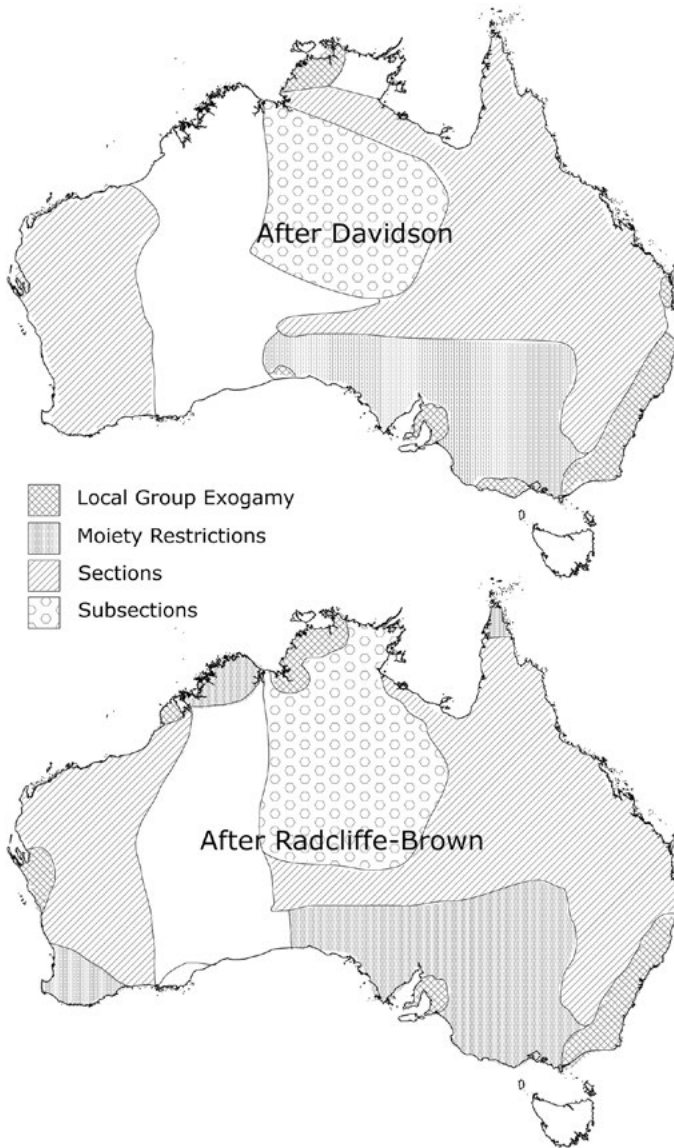 After Davidson
Local Group Exogamy
Moiety Restrictions
Sections
Subsections
After Radcliffe-Brown